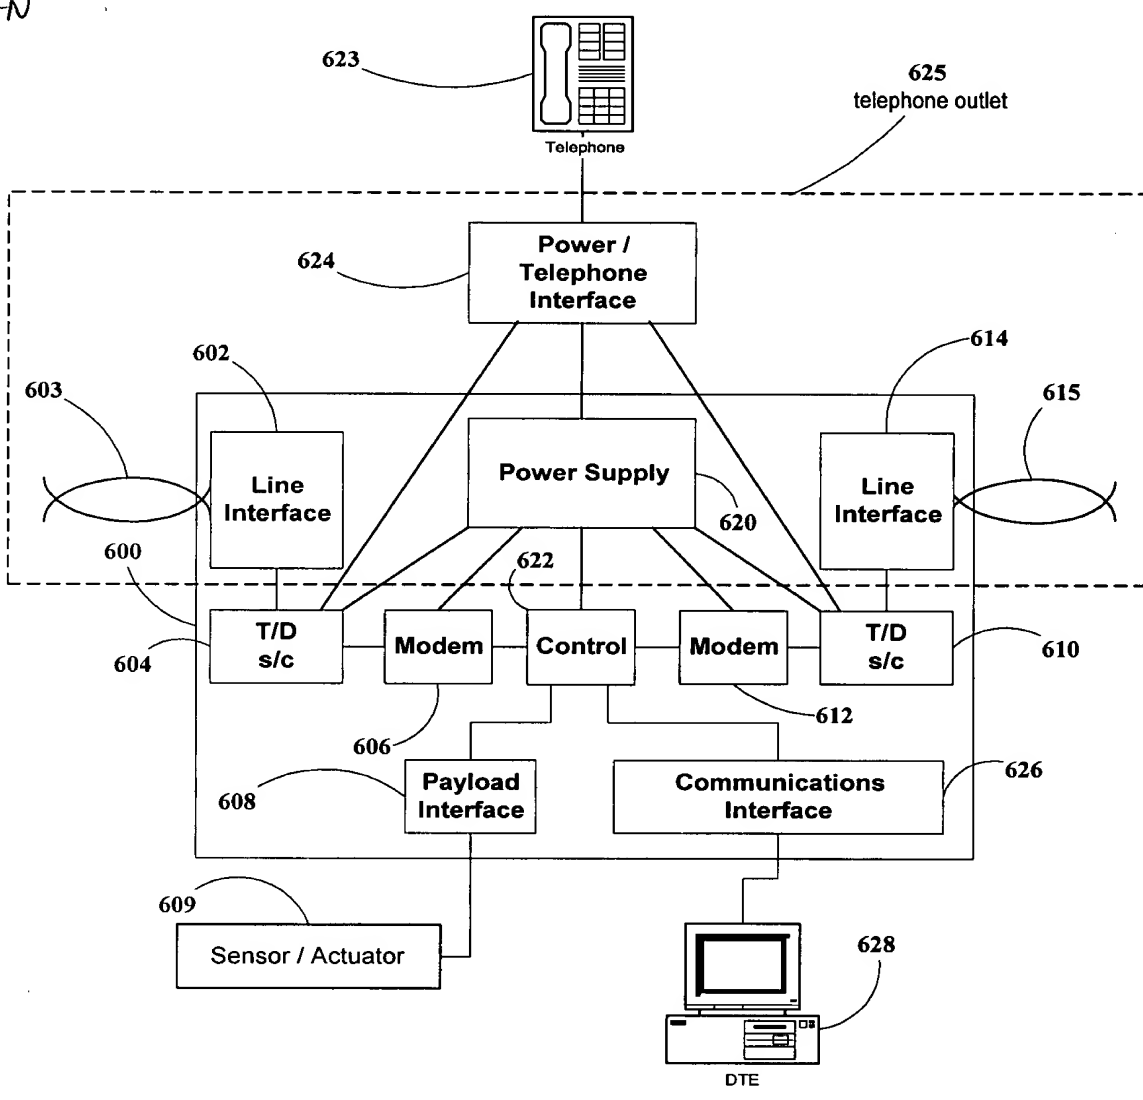 -N
623
625
telephone outlet
Telephone
Power /
Telephone
Interface
624
602
614
603
615
Line
Interface
Power Supply
Line
Interface
620
600
622
T/D
s/c
Modem
Control
Modem
T/D
s/c
604
610
606
612
Payload
Interface
Communications
Interface
608
626
609
Sensor / Actuator
628
DTE